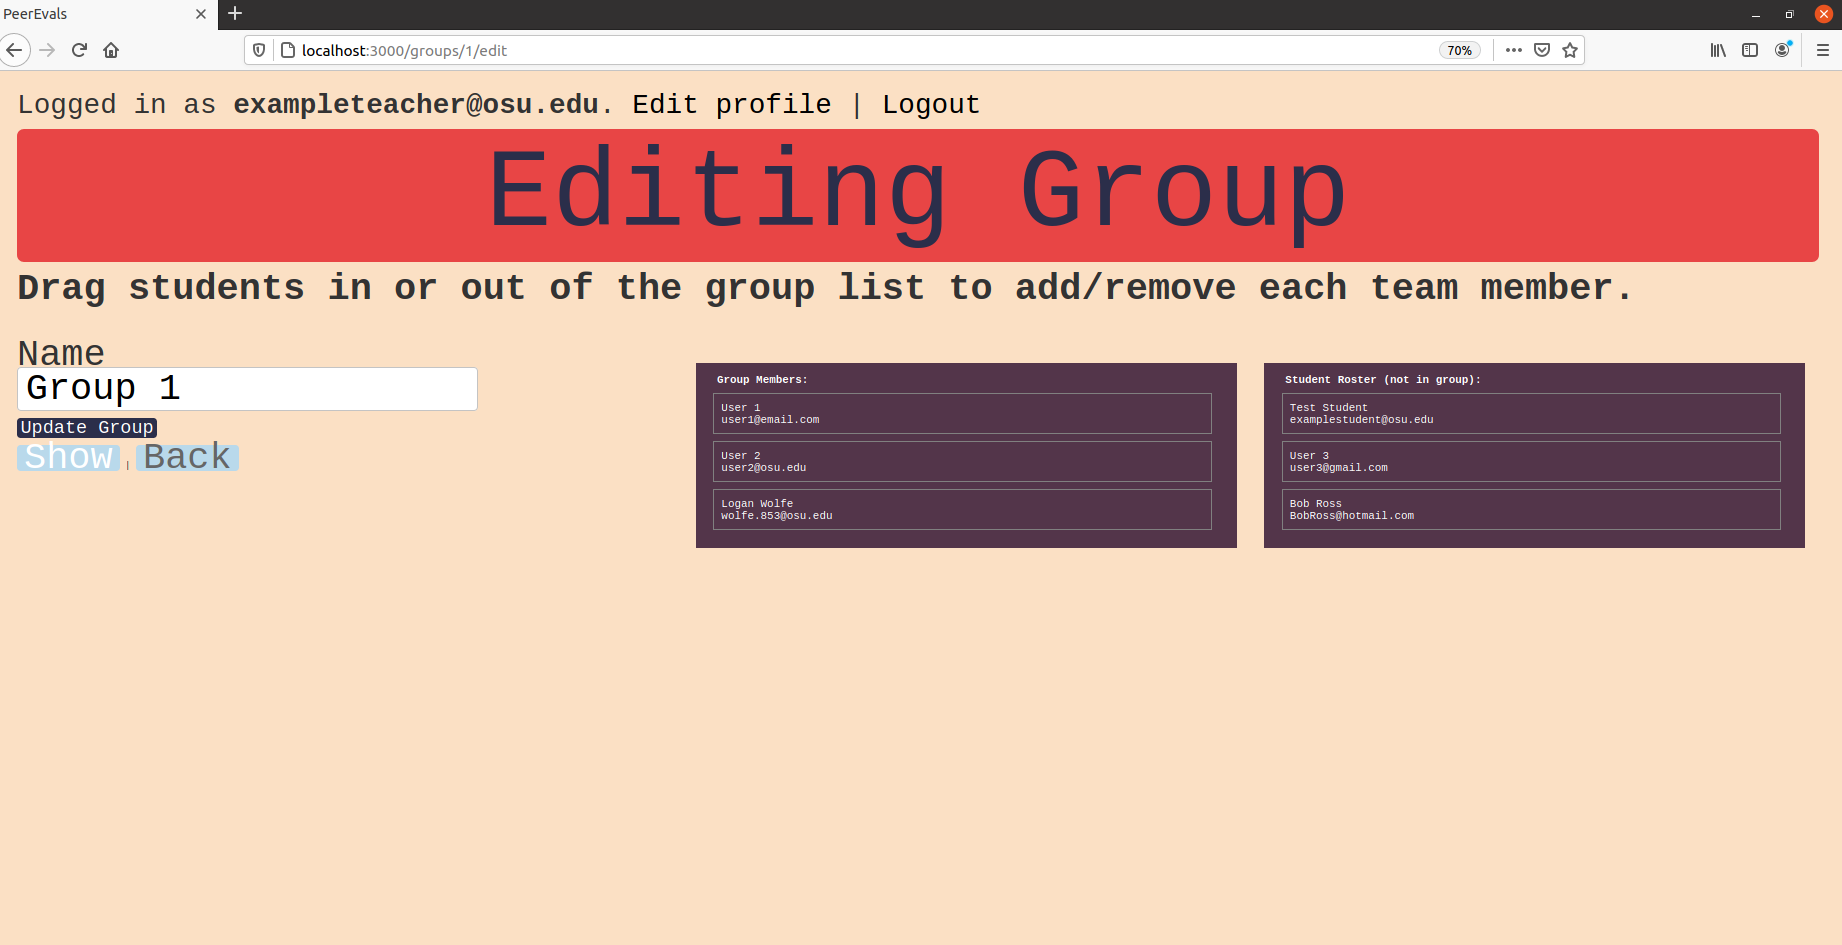 PeerEvals
localhost:3000/groups/1/edit
70%
Logged in as exampleteacher@osu.edu. Edit profile | Logout
Editing Group
Drag students in or out of the group list to add/remove each team member.
Name
Group 1
Update Group
Show | Back
Group Members:
User 1
user1@email.com
User 2
user2@osu.edu
Logan Wolfe
wolfe.853@osu.edu
Student Roster (not in group):
Test Student
examplestudent@osu.edu
User 3
user3@gmail.com
Bob Ross
BobRoss@hotmail.com